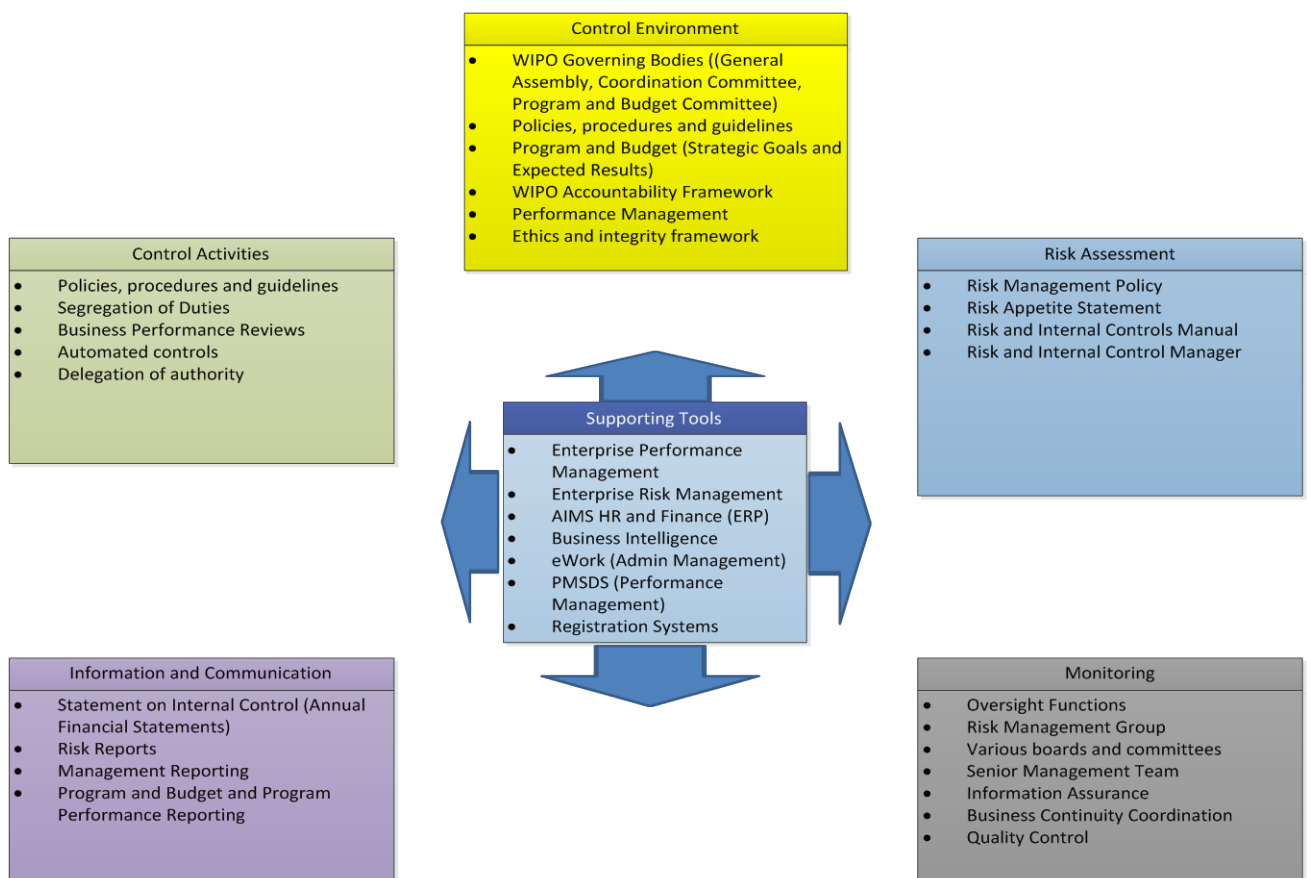 Control Environment
• WIPO Governing Bodies ((General
Assembly, Coordination Committee,
Program and Budget Committee)
• Policies, procedures and guidelines
• Program and Budget (Strategic Goals and
Expected Results)
• WIPO Accountability Framework
• Performance Management
• Ethics and integrity framework
Control Activities
• Policies, procedures and guidelines
• Segregation of Duties
• Business Performance Reviews
• Automated controls
• Delegation of authority
Risk Assessment
• Risk Management Policy
• Risk Appetite Statement
• Risk and Internal Controls Manual
• Risk and Internal Control Manager
Supporting Tools
• Enterprise Performance
Management
• Enterprise Risk Management
• AIMS HR and Finance (ERP)
• Business Intelligence
• eWork (Admin Management)
• PMSDS (Performance
Management)
• Registration Systems
Information and Communication
• Statement on Internal Control (Annual
Financial Statements)
• Risk Reports
• Management Reporting
• Program and Budget and Program
Performance Reporting
Monitoring
• Oversight Functions
• Risk Management Group
• Various boards and committees
• Senior Management Team
• Information Assurance
• Business Continuity Coordination
• Quality Control